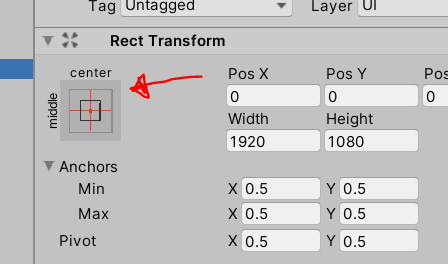 Tag Untagged Layer UI
Rect Transform
center
middle
Pos X Pos Y Pos
0 0 0
Width Height
1920 1080
Anchors
Min X 0.5 Y 0.5
Max X 0.5 Y 0.5
Pivot X 0.5 Y 0.5